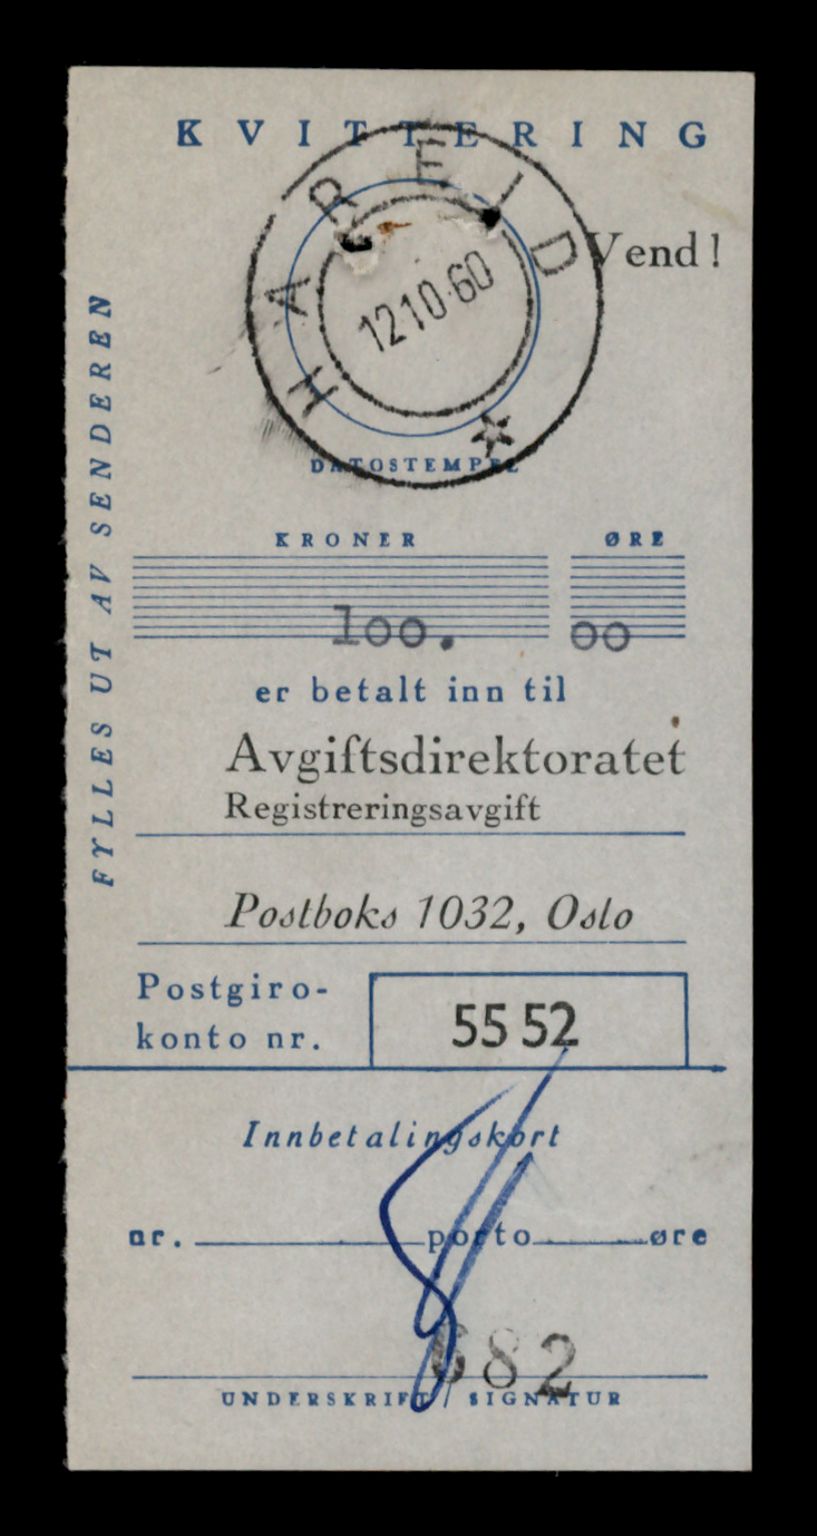 KVITTERING
HAREID
Vend!
12.10.60
DATOSTEMPEL
FYLLES UT AV SENDEREN
KRONER ØRE
100. 00
er betalt inn til
Avgiftsdirektoratet
Registreringsavgift
Postboks 1032, Oslo
Postgiro-
konto nr. 55 52
Innbetalingskort
nr. porto øre
682
UNDERSKRIFT / SIGNATUR